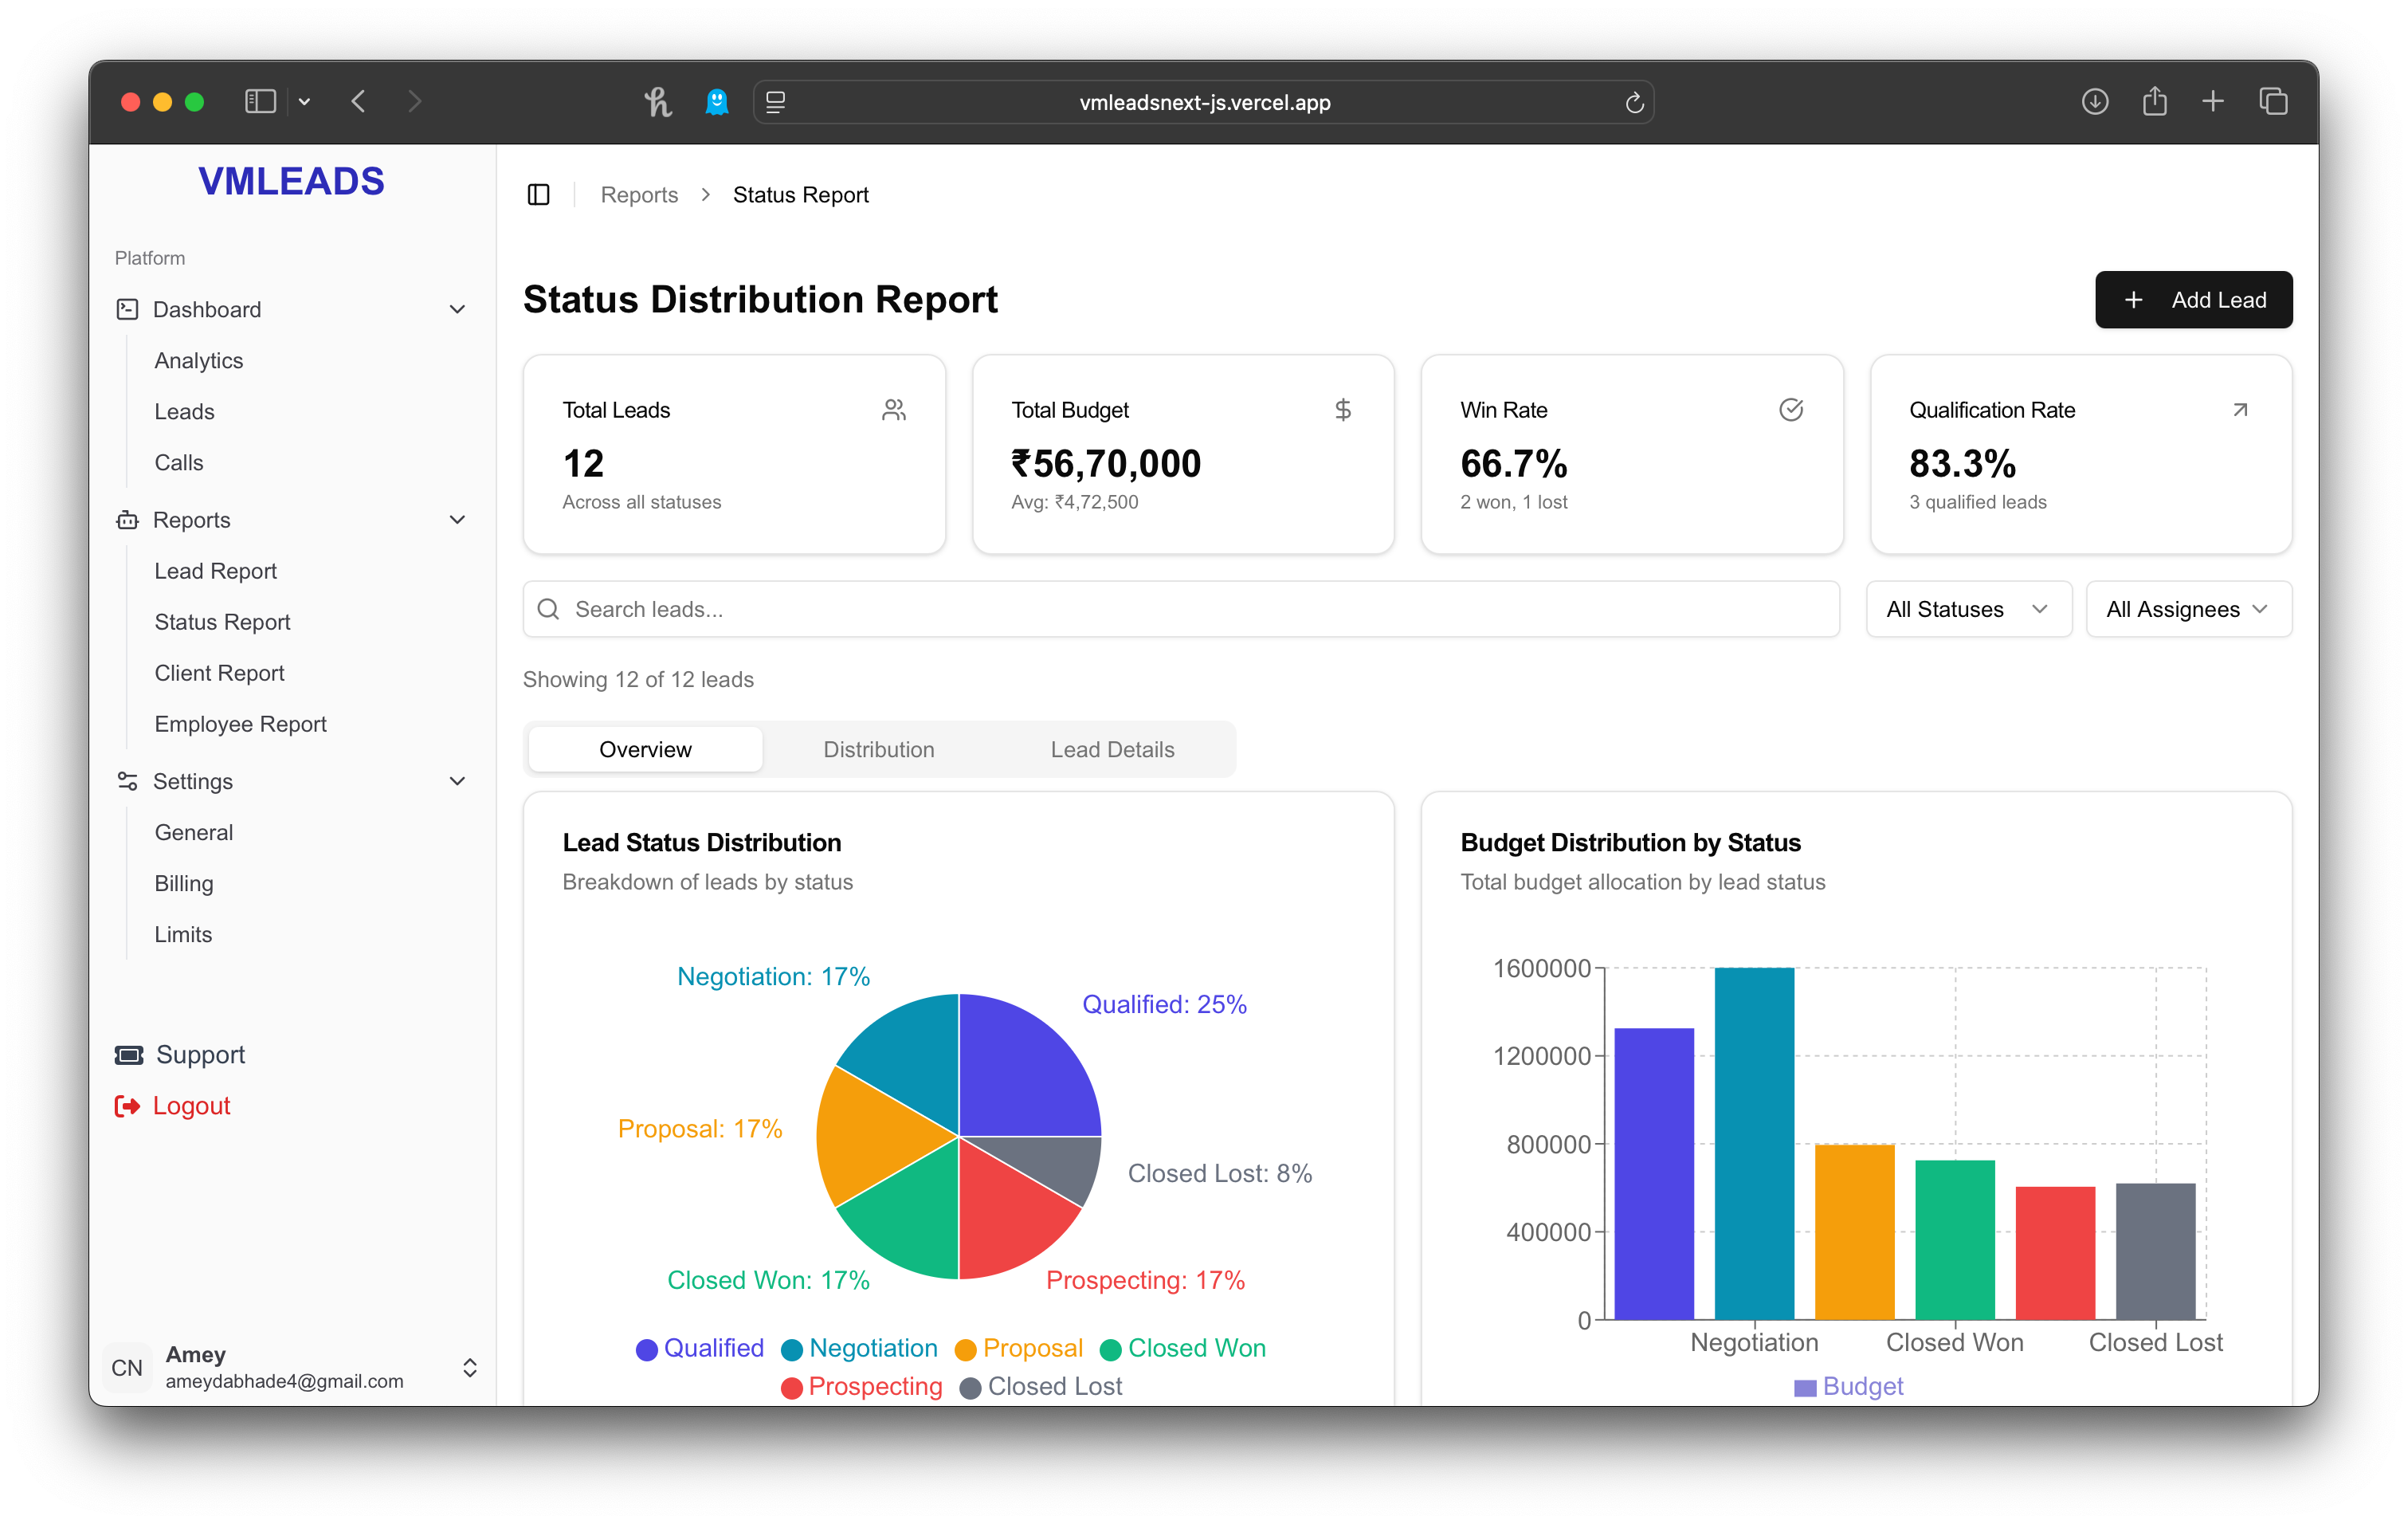 vmleadsnext-js.vercel.app
VMLEADS
Platform
Dashboard
Analytics
Leads
Calls
Reports
Lead Report
Status Report
Client Report
Employee Report
Settings
General
Billing
Limits
Support
Logout
CN
Amey
ameydabhade4@gmail.com
Reports > Status Report
Status Distribution Report
+ Add Lead
Total Leads
12
Across all statuses
Total Budget
$
₹56,70,000
Avg: ₹4,72,500
Win Rate
66.7%
2 won, 1 lost
Qualification Rate
83.3%
3 qualified leads
Search leads...
All Statuses
All Assignees
Showing 12 of 12 leads
Overview Distribution Lead Details
Lead Status Distribution
Breakdown of leads by status
Negotiation: 17%
Qualified: 25%
Proposal: 17%
Closed Lost: 8%
Closed Won: 17%
Prospecting: 17%
Qualified Negotiation Proposal Closed Won
Prospecting Closed Lost
Budget Distribution by Status
Total budget allocation by lead status
1600000
1200000
800000
400000
0
Negotiation Closed Won Closed Lost
Budget